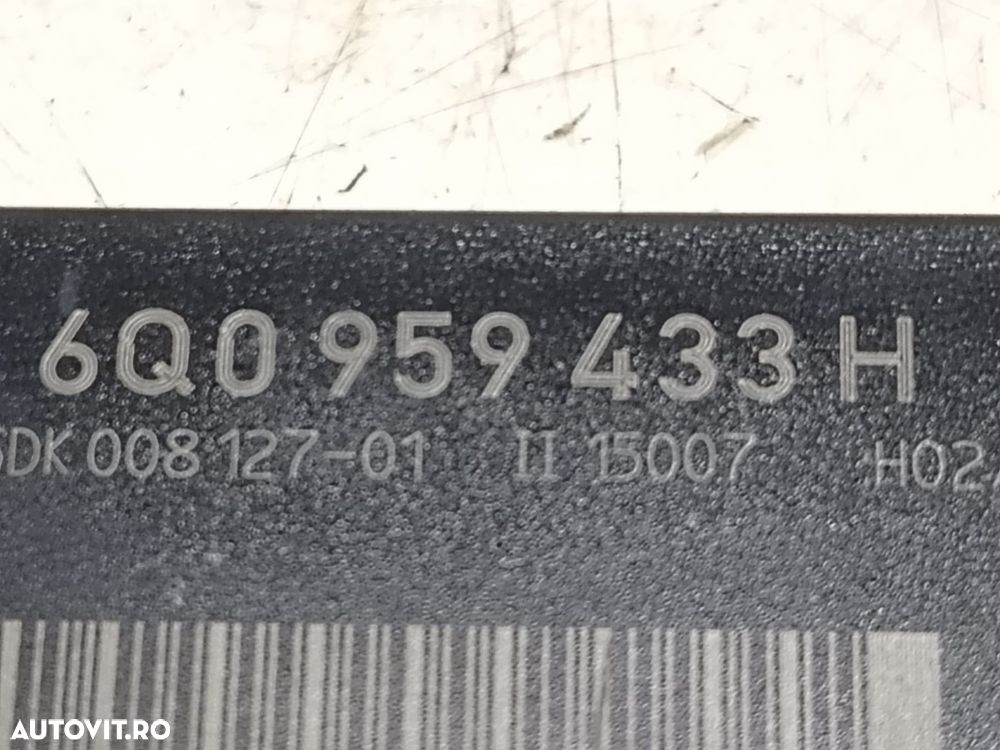 6Q0 959 433 H
DK 008 127-01 II 15007 H02
AUTOVIT.RO